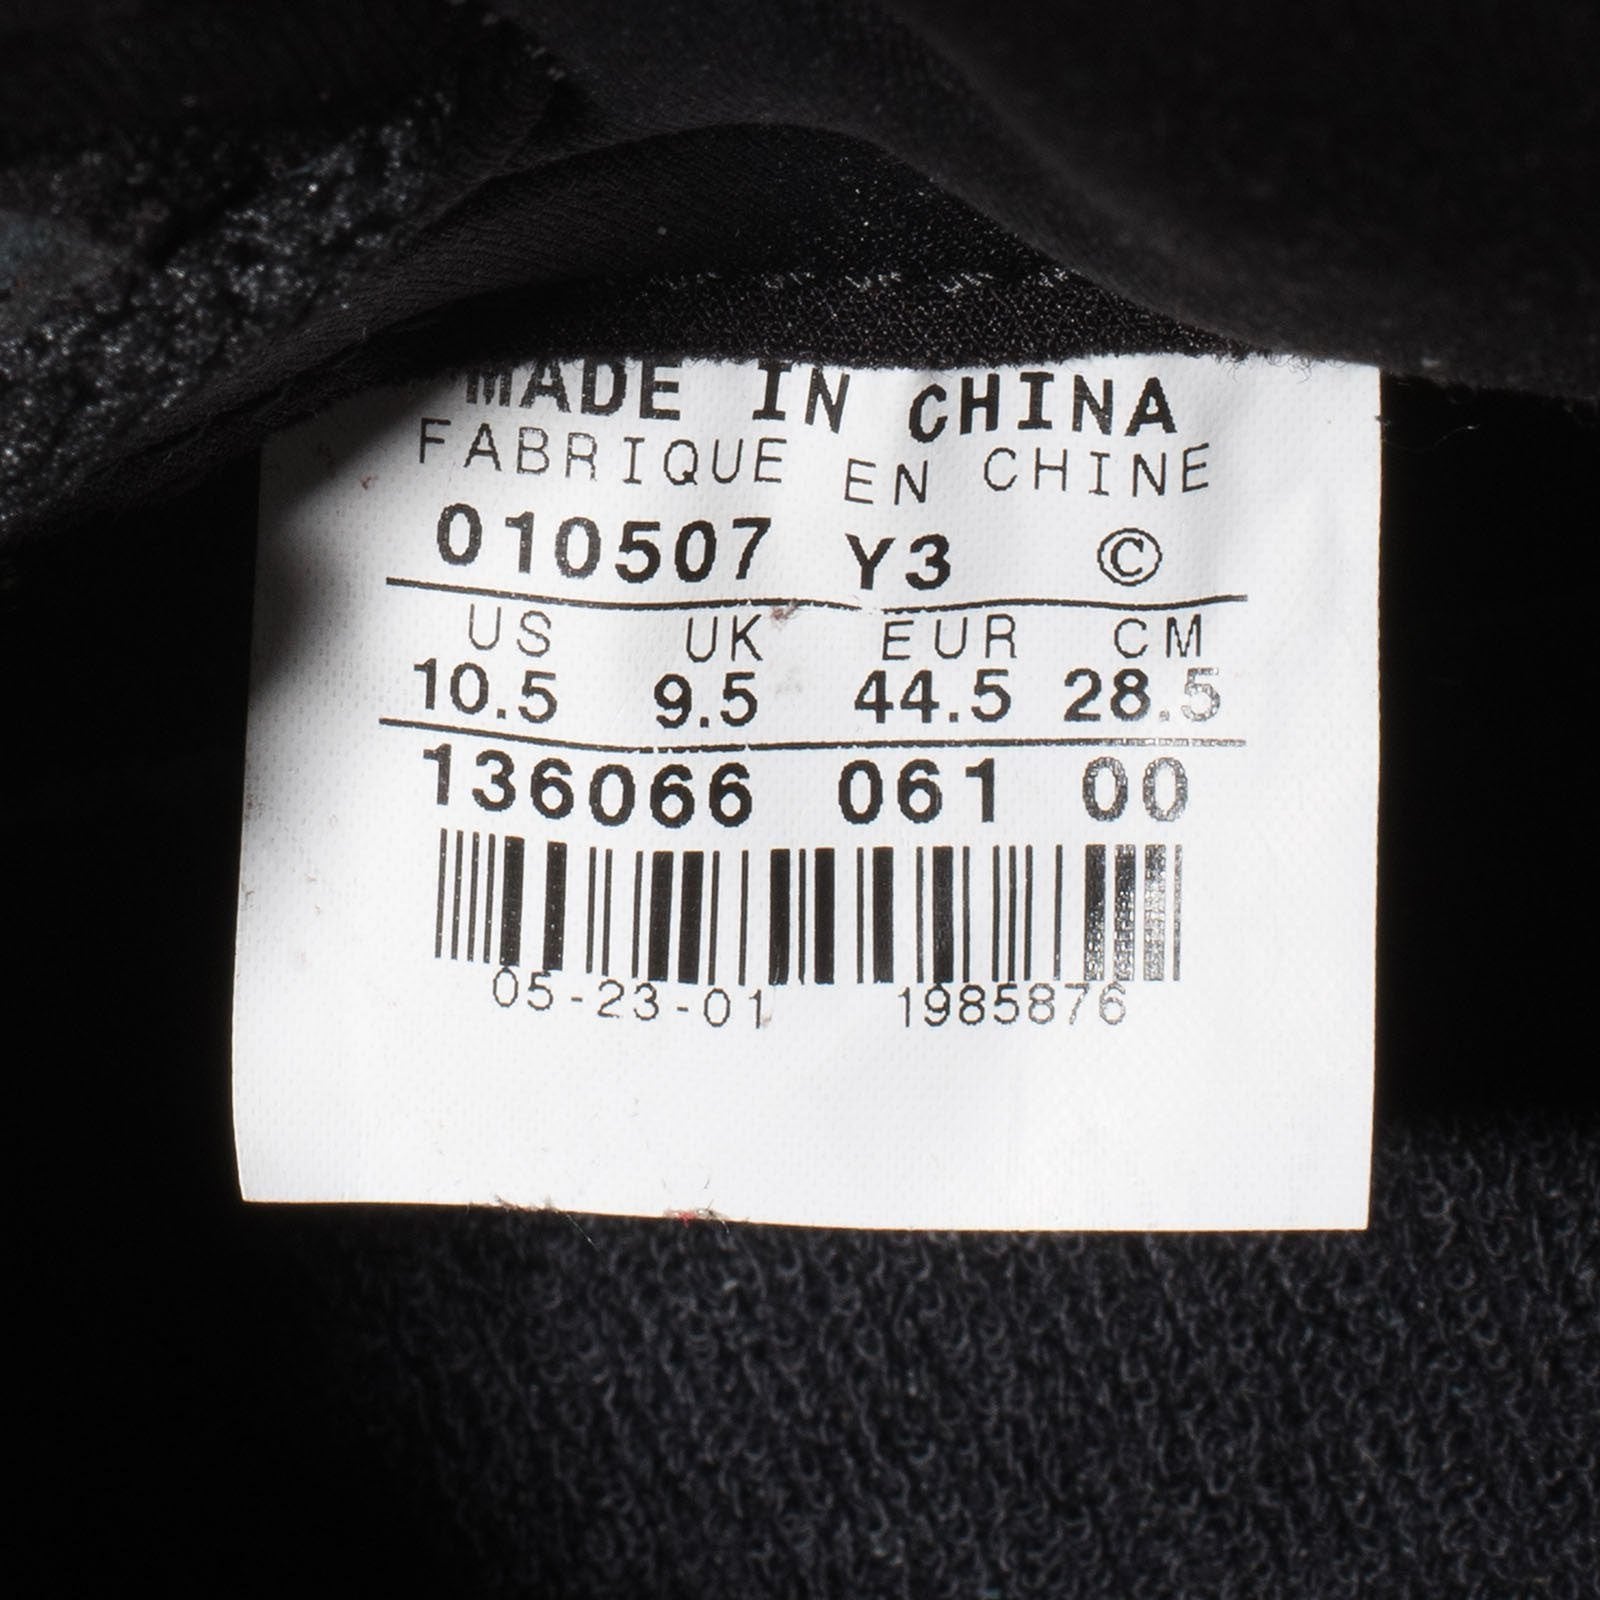 MADE IN CHINA
FABRIQUE EN CHINE
010507 Y3 ©
US UK EUR CM
10.5 9.5 44.5 28.5
136066 061 00
05-23-01 1985876